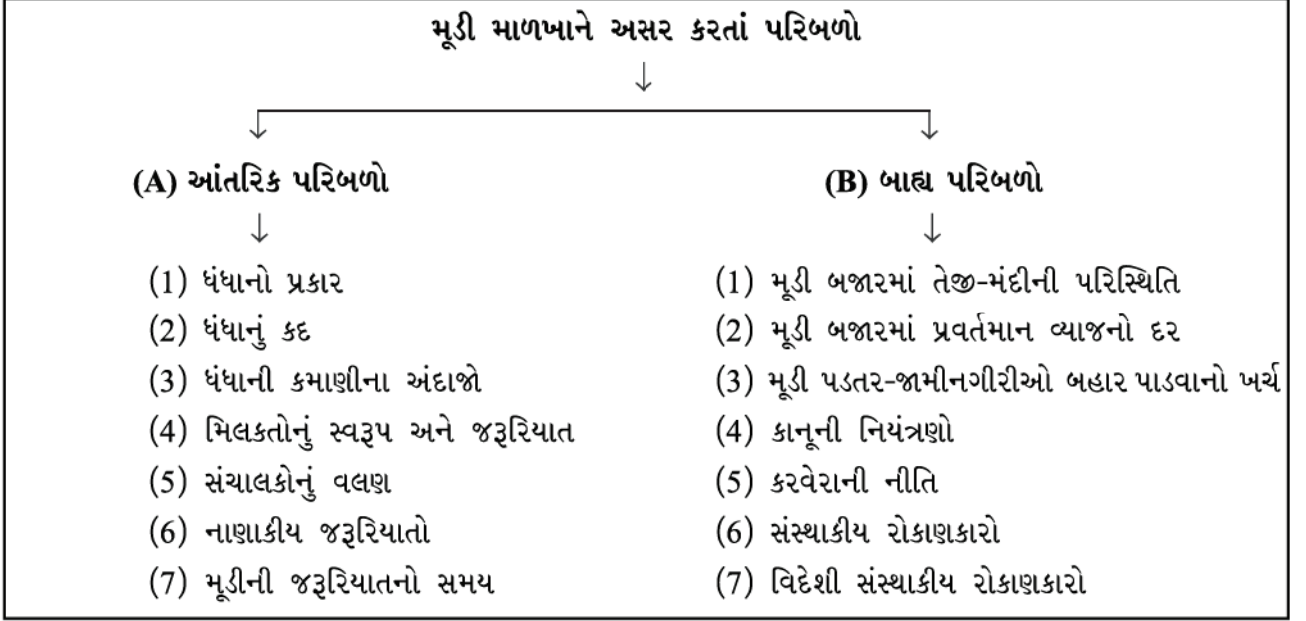 મૂડી માળખાને અસર કરતાં પરિબળો
(A) આંતરિક પરિબળો
(1) ધંધાનો પ્રકાર
(2) ધંધાનું કદ
(3) ધંધાની કમાણીના અંદાજો
(4) મિલકતોનું સ્વરૂપ અને જરૂરિયાત
(5) સંચાલકોનું વલણ
(6) નાણાકીય જરૂરિયાતો
(7) મૂડીની જરૂરિયાતનો સમય
(B) બાહ્ય પરિબળો
(1) મૂડી બજારમાં તેજી-મંદીની પરિસ્થિતિ
(2) મૂડી બજારમાં પ્રવર્તમાન વ્યાજનો દર
(3) મૂડી પડતર-જામીનગીરીઓ બહાર પાડવાનો ખર્ચ
(4) કાનૂની નિયંત્રણો
(5) કરવેરાની નીતિ
(6) સંસ્થાકીય રોકાણકારો
(7) વિદેશી સંસ્થાકીય રોકાણકારો